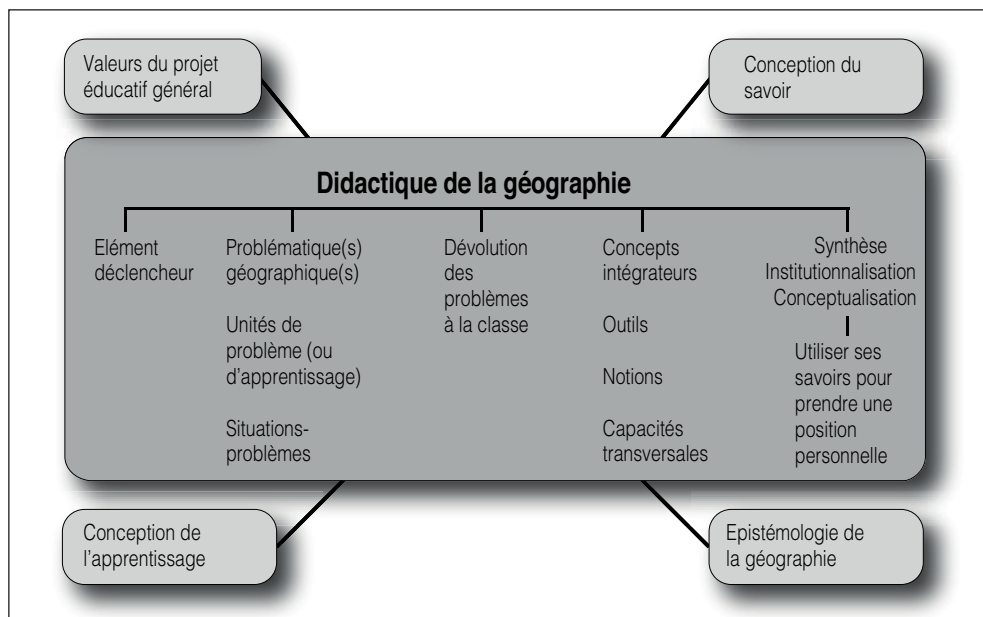 Valeurs du projet
éducatif général
Conception du
savoir
Didactique de la géographie
Elément
déclencheur
Problématique(s)
géographique(s)
Unités de
problème (ou
d'apprentissage)
Situations-
problèmes
Dévolution
des
problèmes
à la classe
Concepts
intégrateurs
Outils
Notions
Capacités
transversales
Synthèse
Institutionnalisation
Conceptualisation
Utiliser ses
savoirs pour
prendre une
position
personnelle
Conception de
l'apprentissage
Epistémologie de
la géographie